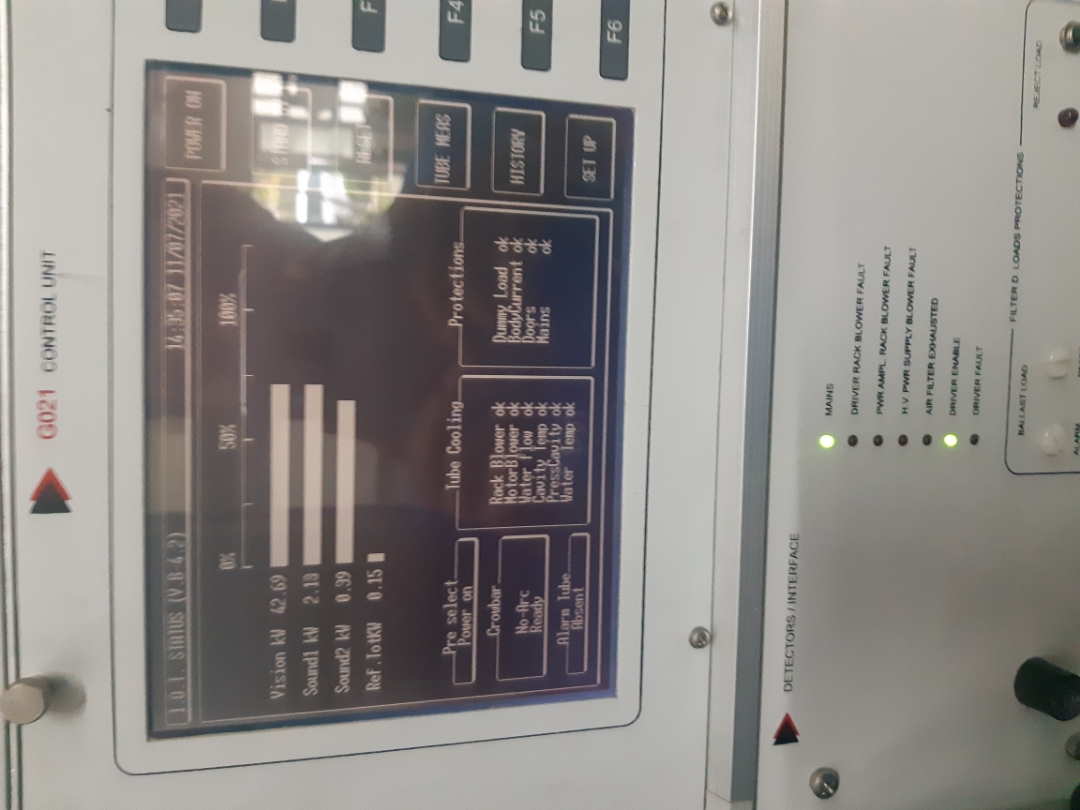 G021 CONTROL UNIT
I.O.T. STATUS (V.B-4.2) 14:35:07 11/07/2021
POWER ON
0% 50% 100%
Vision kW 42.69
Sound1 kW 2.13
Sound2 kW 0.39
Ref.TotKW 0.15
RESET
TUBE MEAS
HISTORY
SET UP
F4
F5
F6
Pre select
Power on
Crowbar
No-Arc
Ready
Alarm Tube
Absent
Tube Cooling
Rack Blower ok
MotorBlower ok
Water flow ok
Cavity Temp ok
PressCavity ok
Water Temp ok
Protections
Dummy Load ok
BodyCurrent ok
Doors ok
Mains ok
DETECTORS / INTERFACE
MAINS
DRIVER RACK BLOWER FAULT
PWR AMPL. RACK BLOWER FAULT
H.V. PWR SUPPLY BLOWER FAULT
AIR FILTER EXHAUSTED
DRIVER ENABLE
DRIVER FAULT
FILTER D. LOADS PROTECTIONS
BALLAST LOAD
REJECT LOAD
ALARM